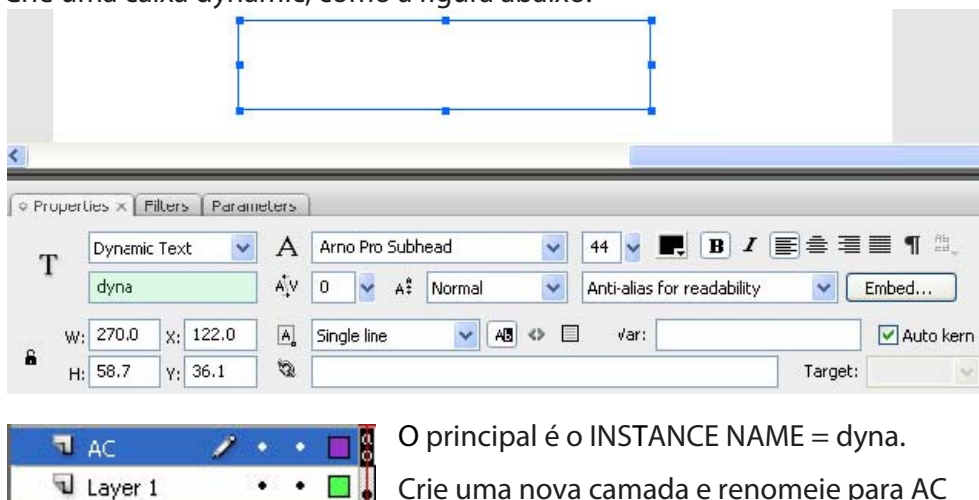 Crie uma caixa dynamic, como a figura abaixo:
Properties × Filters Parameters
T Dynamic Text A Arno Pro Subhead 44 B I
dyna AV 0 A Normal Anti-alias for readability Embed...
W: 270.0 X: 122.0 A Single line AB <> Var: Auto kern
H: 58.7 Y: 36.1 Target:
AC
O principal é o INSTANCE NAME = dyna.
Layer 1
Crie uma nova camada e renomeie para AC